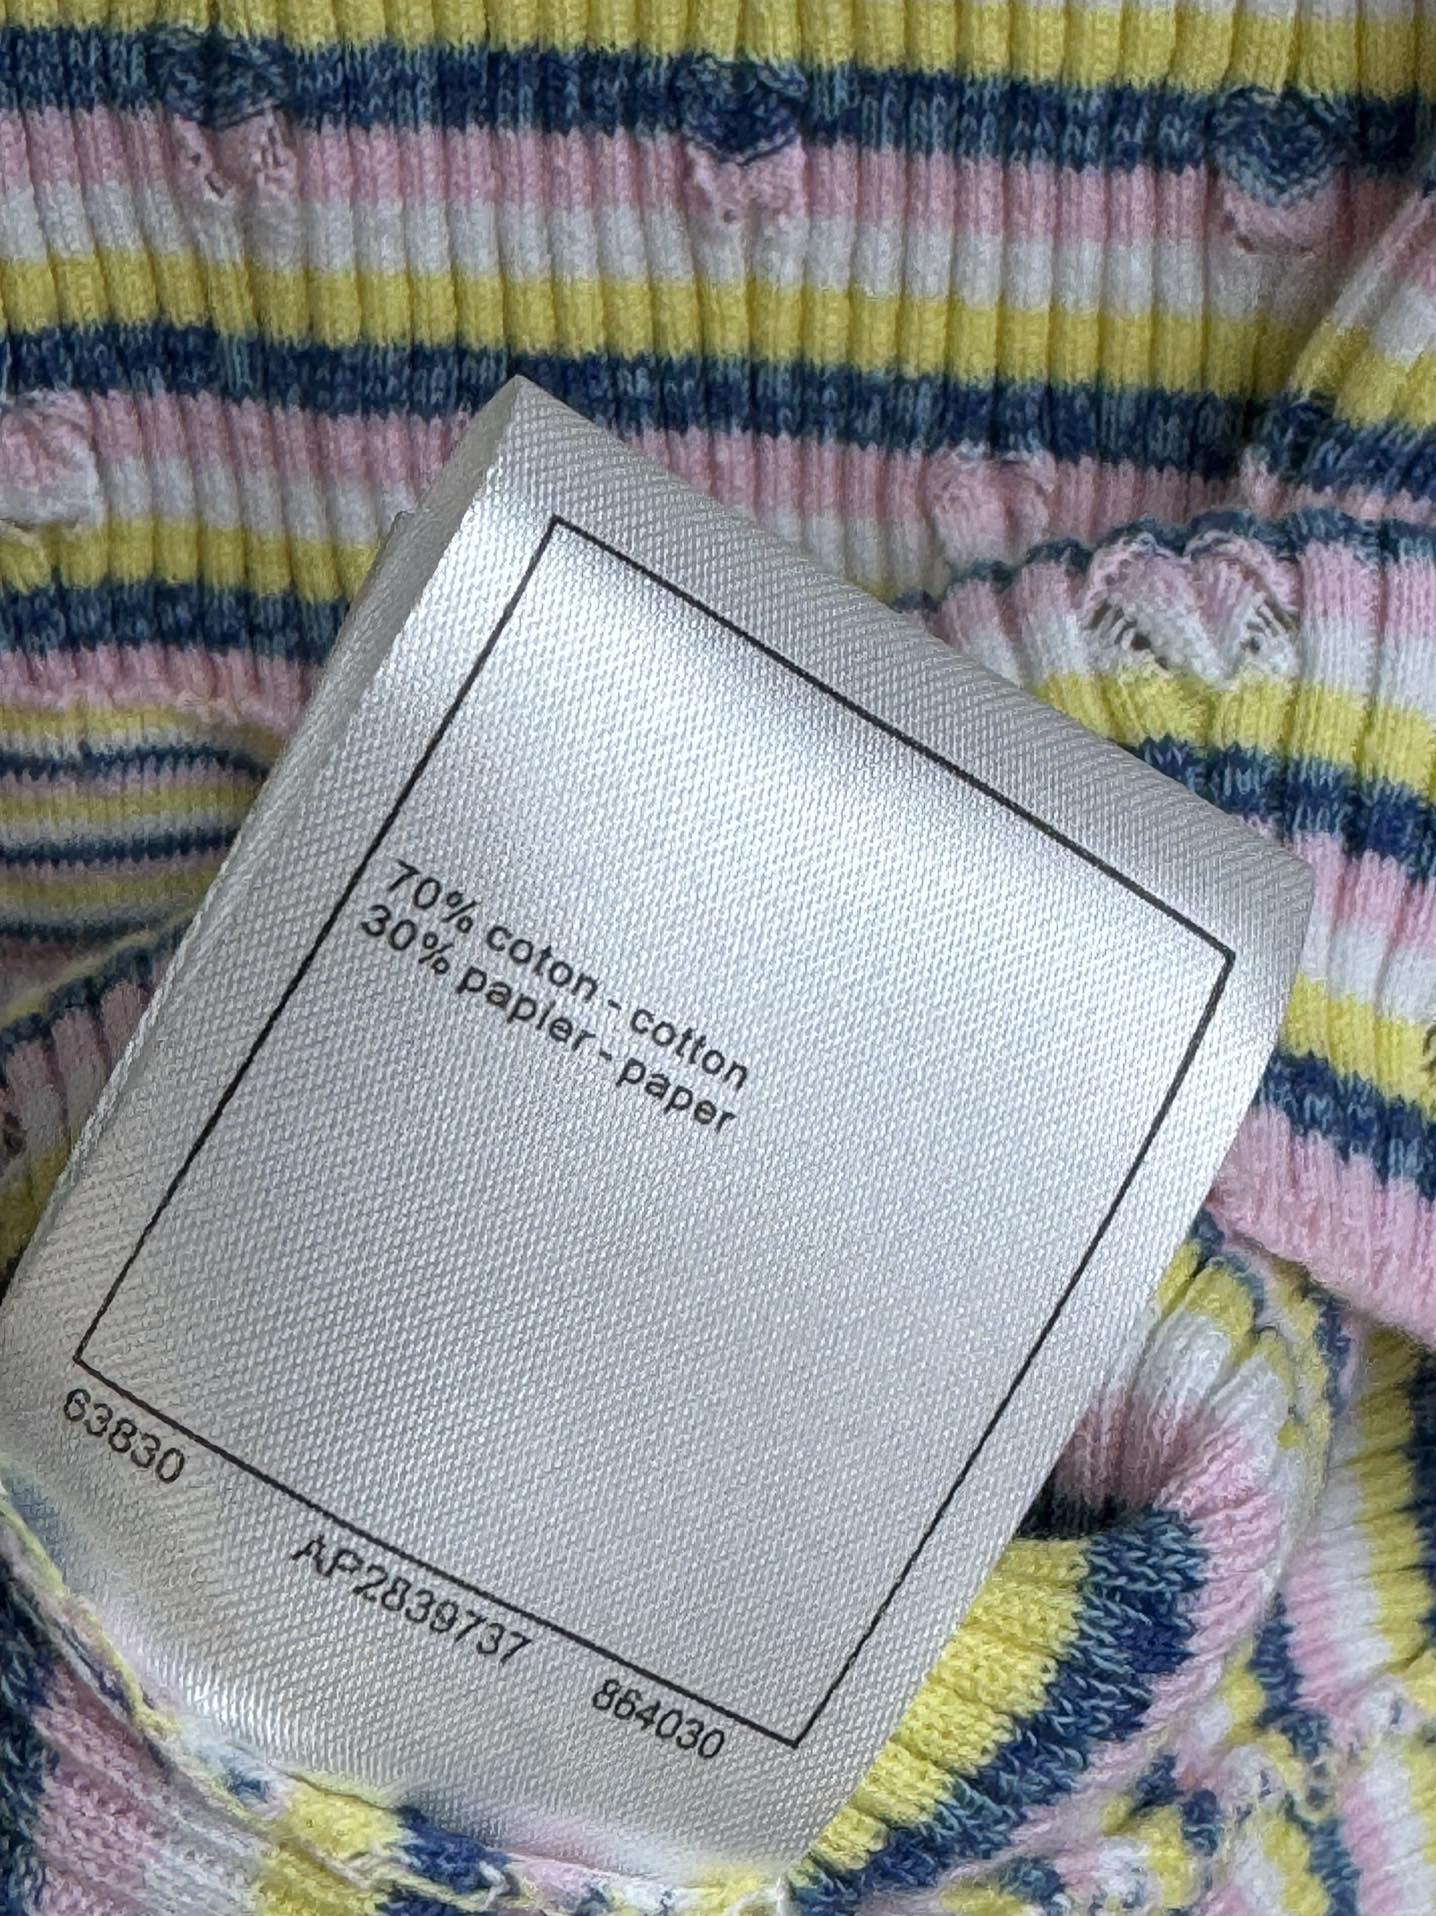 70% coton - cotton
30% papier - paper
63830 AP2839737 864030